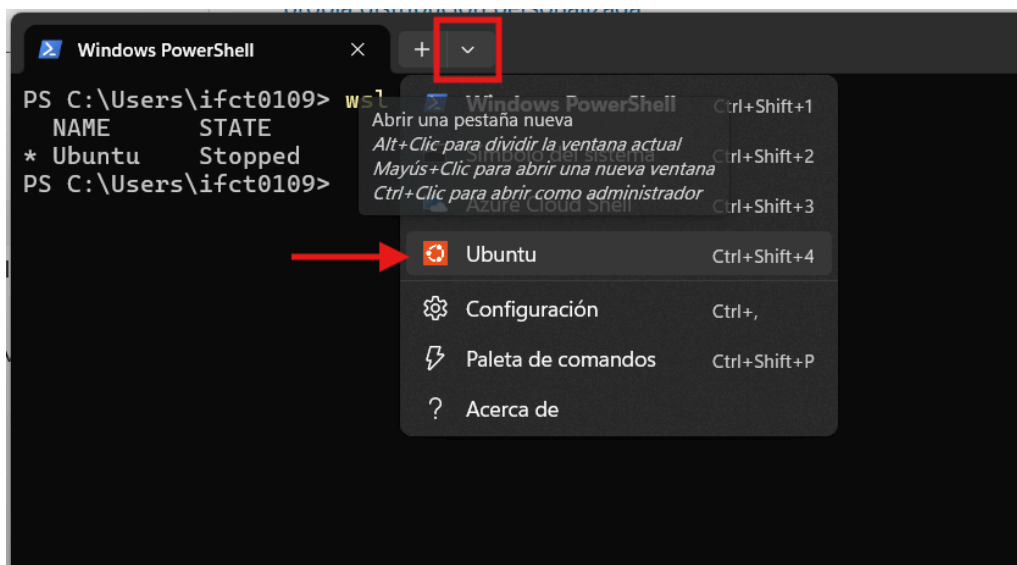 propia distribución personalizada
Windows PowerShell
PS C:\Users\ifct0109> wsl
NAME STATE
* Ubuntu Stopped
PS C:\Users\ifct0109>
Windows PowerShell Ctrl+Shift+1
Abrir una pestaña nueva
Alt+Clic para dividir la ventana actual
Símbolo del sistema Ctrl+Shift+2
Mayús+Clic para abrir una nueva ventana
Ctrl+Clic para abrir como administrador
Azure Cloud Shell Ctrl+Shift+3
Ubuntu Ctrl+Shift+4
Configuración Ctrl+,
Paleta de comandos Ctrl+Shift+P
Acerca de